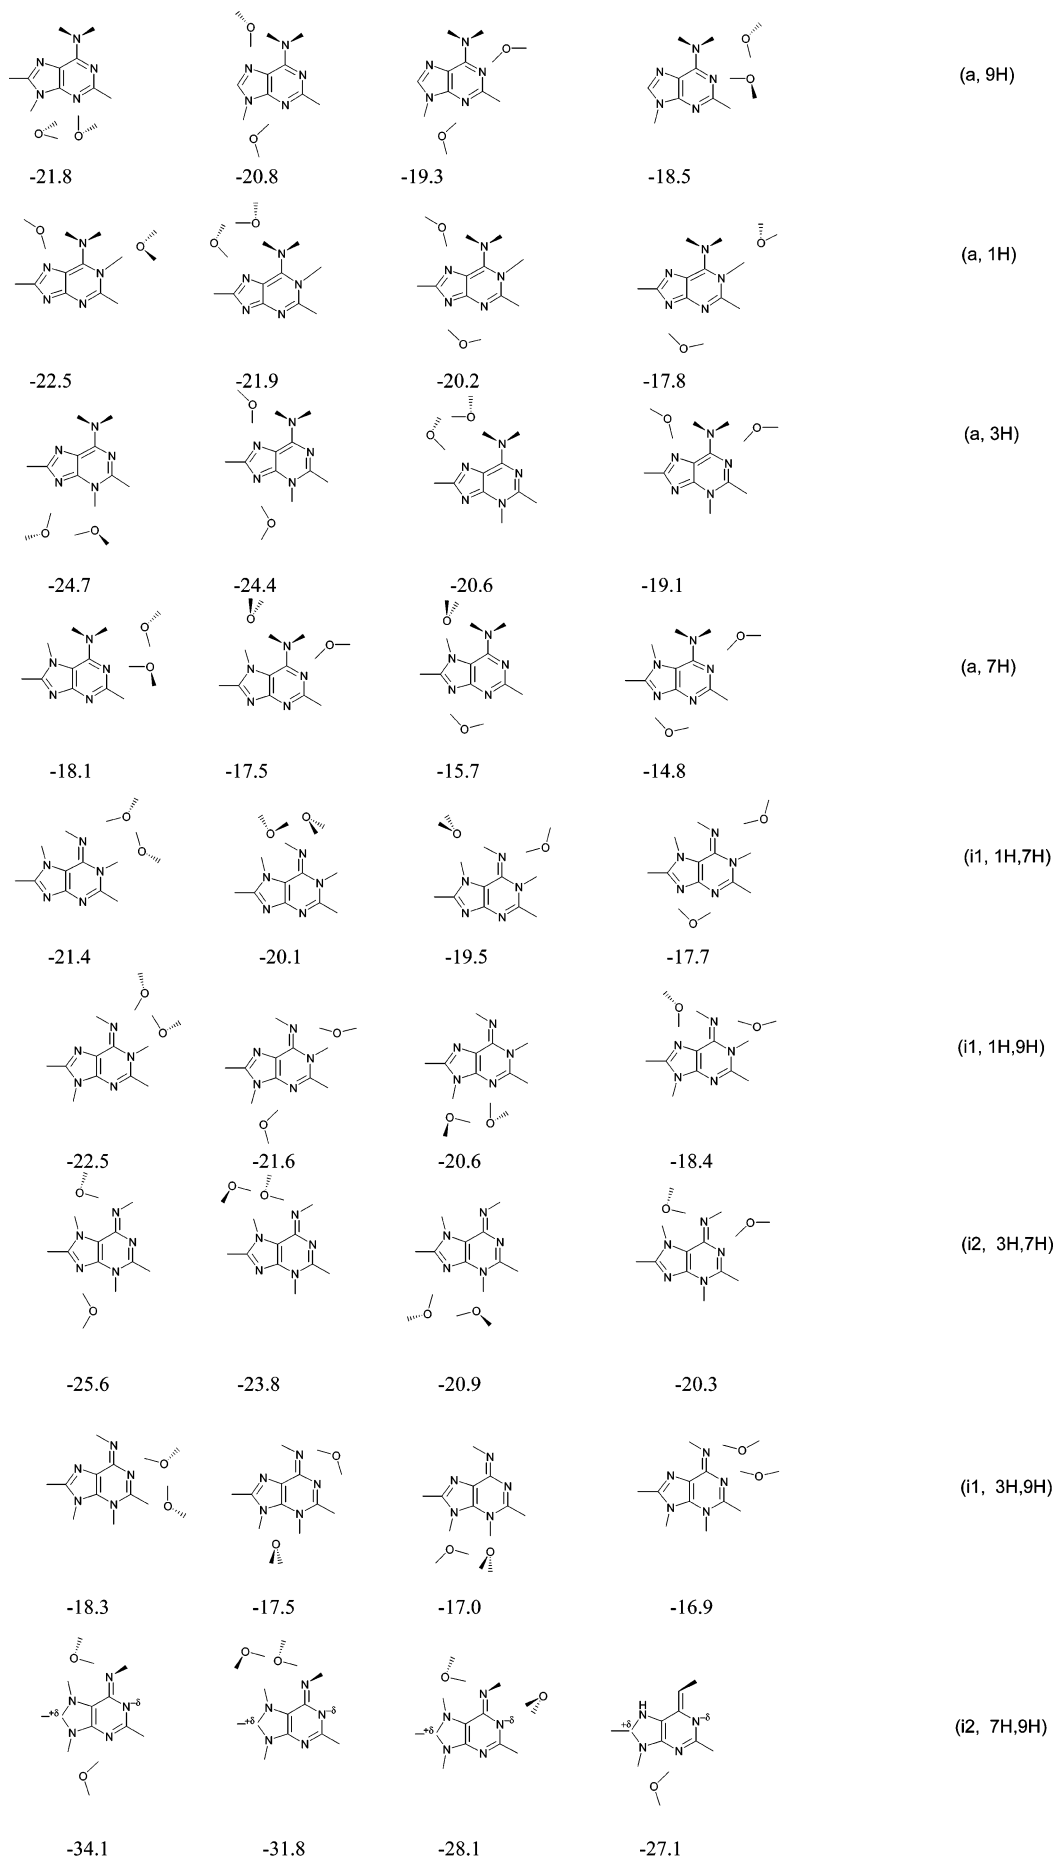 (a, 9H)
-21.8 -20.8 -19.3 -18.5
(a, 1H)
-22.5 -21.9 -20.2 -17.8
(a, 3H)
-24.7 -24.4 -20.6 -19.1
(a, 7H)
-18.1 -17.5 -15.7 -14.8
(i1, 1H,7H)
-21.4 -20.1 -19.5 -17.7
(i1, 1H,9H)
-22.5 -21.6 -20.6 -18.4
(i2, 3H,7H)
-25.6 -23.8 -20.9 -20.3
(i1, 3H,9H)
-18.3 -17.5 -17.0 -16.9
(i2, 7H,9H)
-34.1 -31.8 -28.1 -27.1